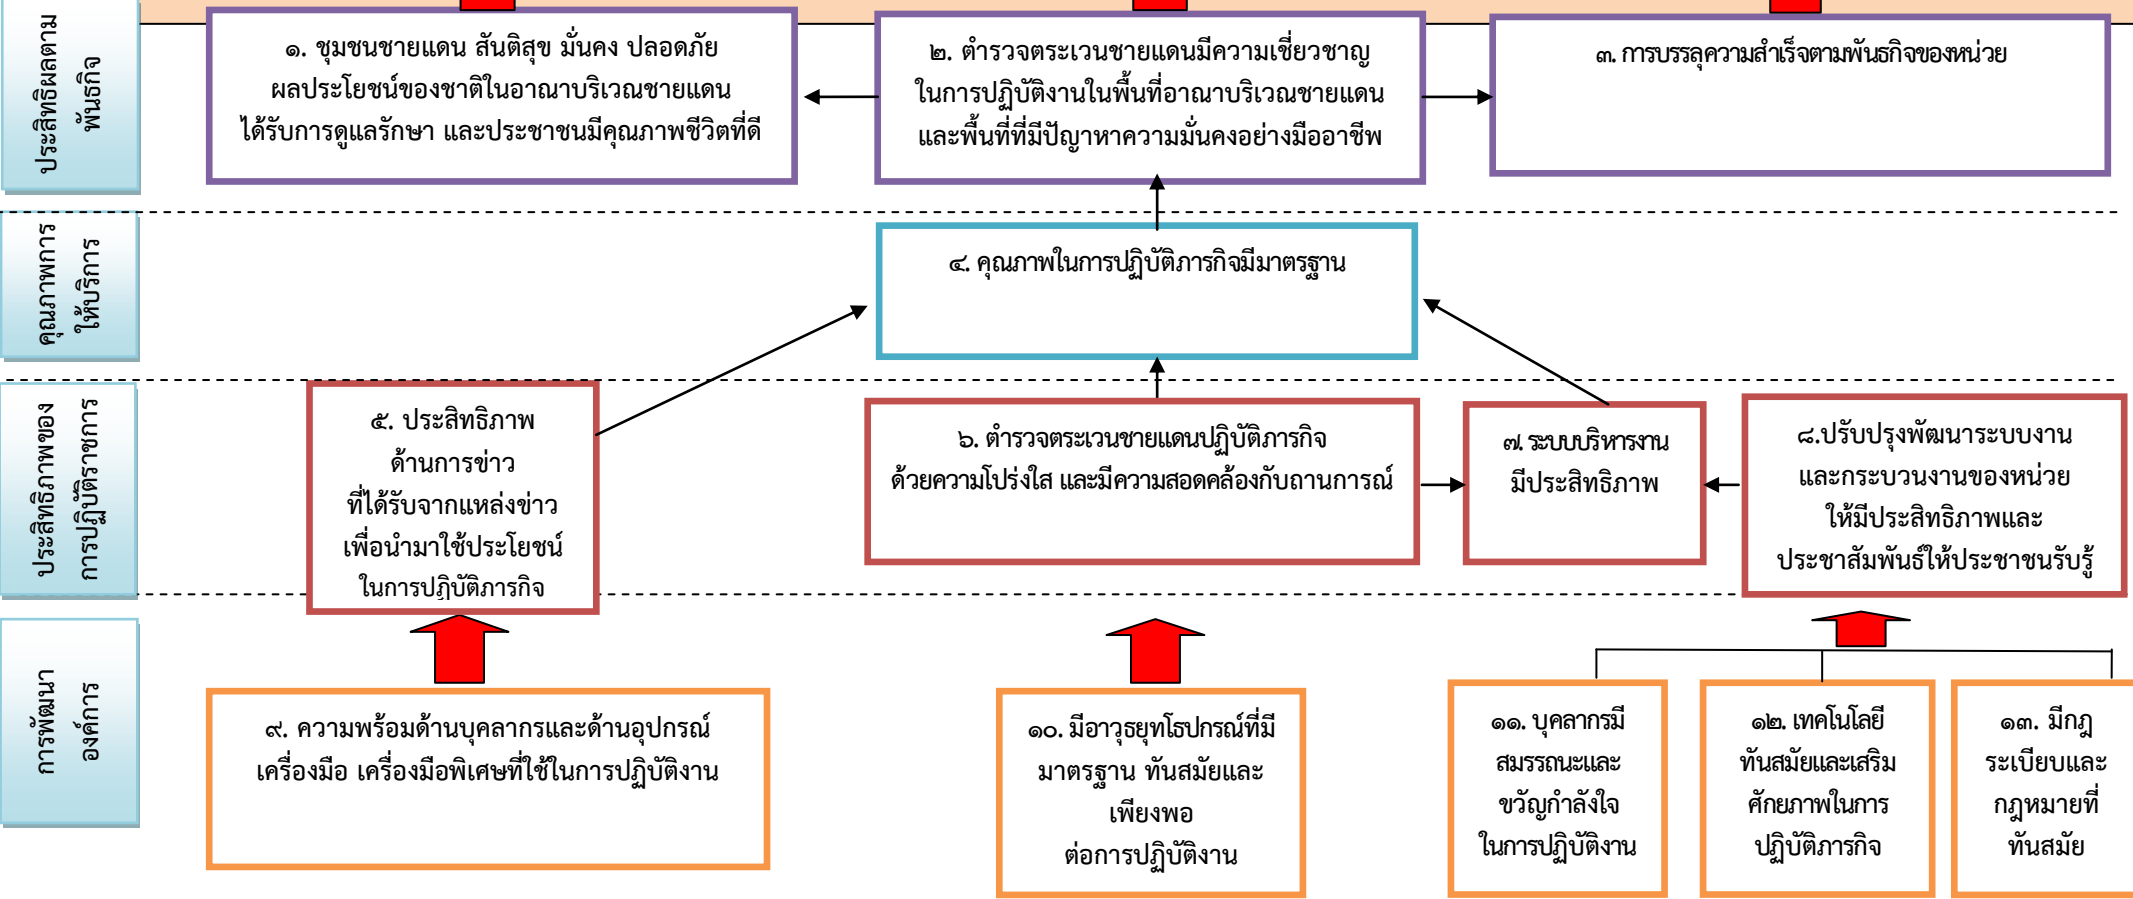 ประสิทธิผลตาม
พันธกิจ
๑. ชุมชนชายแดน สันติสุข มั่นคง ปลอดภัย
ผลประโยชน์ของชาติในอาณาบริเวณชายแดน
ได้รับการดูแลรักษา และประชาชนมีคุณภาพชีวิตที่ดี
๒. ตำรวจตระเวนชายแดนมีความเชี่ยวชาญ
ในการปฏิบัติงานในพื้นที่อาณาบริเวณชายแดน
และพื้นที่ที่มีปัญหาความมั่นคงอย่างมืออาชีพ
๓. การบรรลุความสำเร็จตามพันธกิจของหน่วย
คุณภาพการ
ให้บริการ
๔. คุณภาพในการปฏิบัติภารกิจมีมาตรฐาน
ประสิทธิภาพของ
การปฏิบัติราชการ
๕. ประสิทธิภาพ
ด้านการข่าว
ที่ได้รับจากแหล่งข่าว
เพื่อนำมาใช้ประโยชน์
ในการปฏิบัติภารกิจ
๖. ตำรวจตระเวนชายแดนปฏิบัติภารกิจ
ด้วยความโปร่งใส และมีความสอดคล้องกับถานการณ์
๗. ระบบบริหารงาน
มีประสิทธิภาพ
๘.ปรับปรุงพัฒนาระบบงาน
และกระบวนงานของหน่วย
ให้มีประสิทธิภาพและ
ประชาสัมพันธ์ให้ประชาชนรับรู้
การพัฒนา
องค์การ
๙. ความพร้อมด้านบุคลากรและด้านอุปกรณ์
เครื่องมือ เครื่องมือพิเศษที่ใช้ในการปฏิบัติงาน
๑๐. มีอาวุธยุทโธปกรณ์ที่มี
มาตรฐาน ทันสมัยและ
เพียงพอ
ต่อการปฏิบัติงาน
๑๑. บุคลากรมี
สมรรถนะและ
ขวัญกำลังใจ
ในการปฏิบัติงาน
๑๒. เทคโนโลยี
ทันสมัยและเสริม
ศักยภาพในการ
ปฏิบัติภารกิจ
๑๓. มีกฎ
ระเบียบและ
กฎหมายที่
ทันสมัย